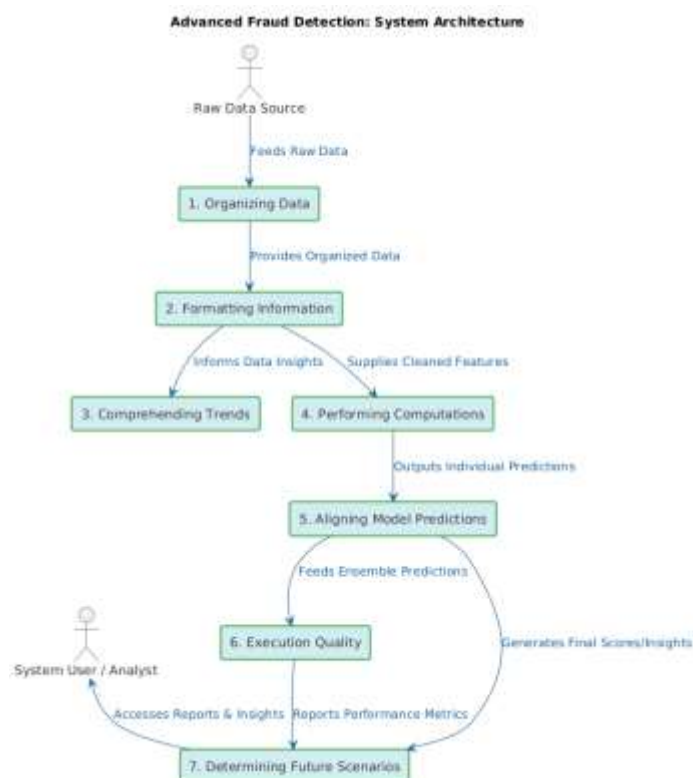 Advanced Fraud Detection: System Architecture
Raw Data Source
Feeds Raw Data
1. Organizing Data
Provides Organized Data
2. Formatting Information
Informs Data Insights
Supplies Cleaned Features
3. Comprehending Trends
4. Performing Computations
Outputs Individual Predictions
5. Aligning Model Predictions
Feeds Ensemble Predictions
6. Execution Quality
Generates Final Scores/Insights
System User / Analyst
Accesses Reports & Insights
Reports Performance Metrics
7. Determining Future Scenarios